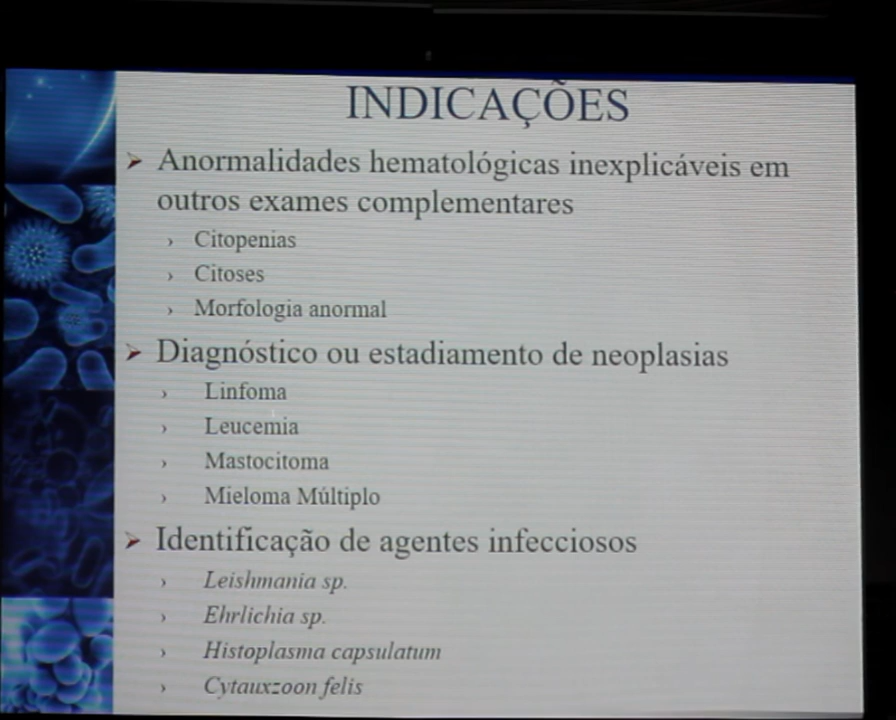 INDICAÇÕES
Anormalidades hematológicas inexplicáveis em
outros exames complementares
Citopenias
Citoses
Morfologia anormal
Diagnóstico ou estadiamento de neoplasias
Linfoma
Leucemia
Mastocitoma
Mieloma Múltiplo
Identificação de agentes infecciosos
Leishmania sp.
Ehrlichia sp.
Histoplasma capsulatum
Cytauxzoon felis